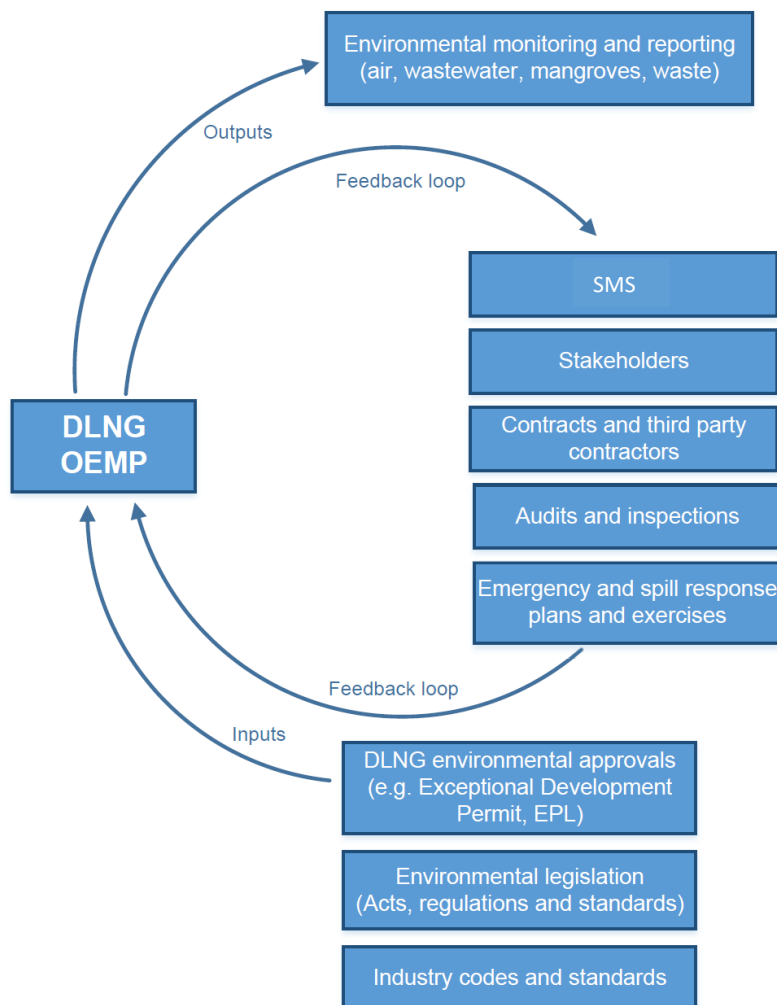 Environmental monitoring and reporting
(air, wastewater, mangroves, waste)
Outputs
Feedback loop
SMS
Stakeholders
Contracts and third party
contractors
DLNG
OEMP
Audits and inspections
Emergency and spill response
plans and exercises
Feedback loop
Inputs
DLNG environmental approvals
(e.g. Exceptional Development
Permit, EPL)
Environmental legislation
(Acts, regulations and standards)
Industry codes and standards